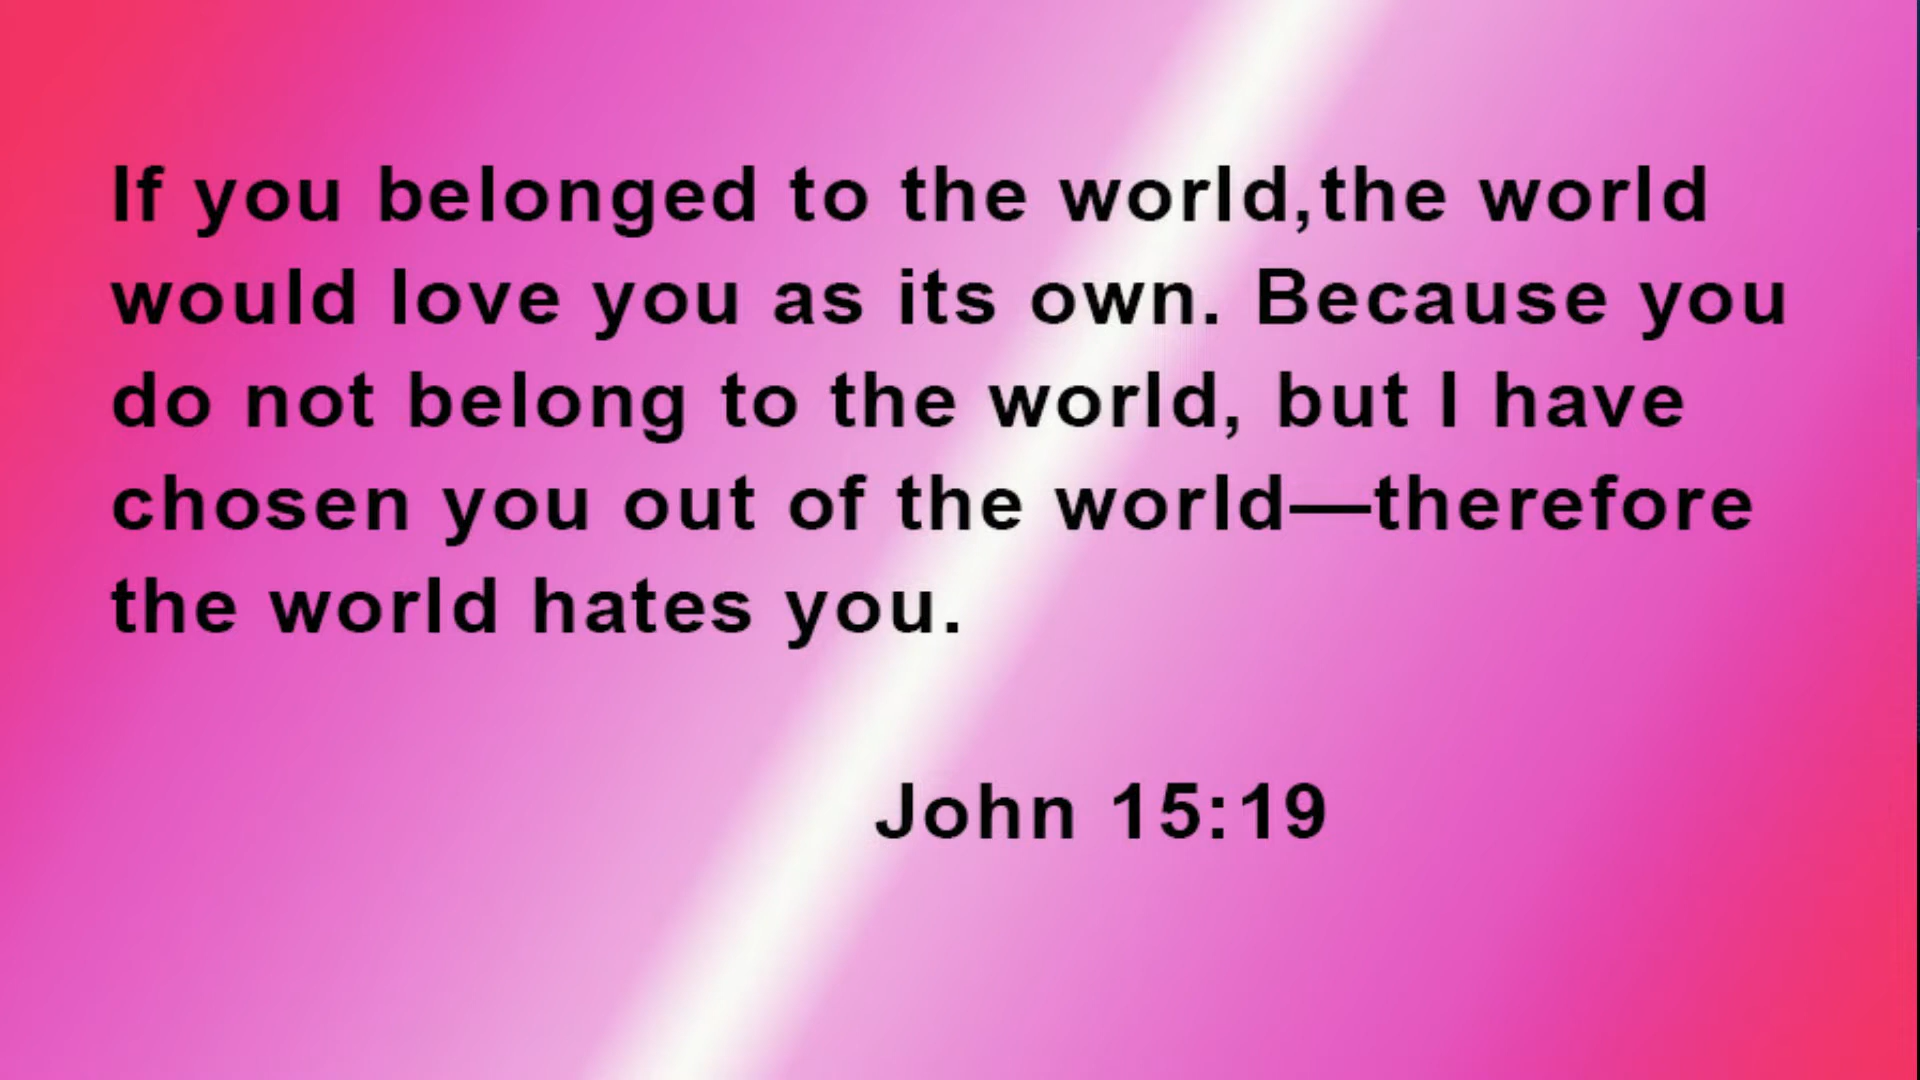 If you belonged to the world,the world
would love you as its own. Because you
do not belong to the world, but I have
chosen you out of the world—therefore
the world hates you.
John 15:19